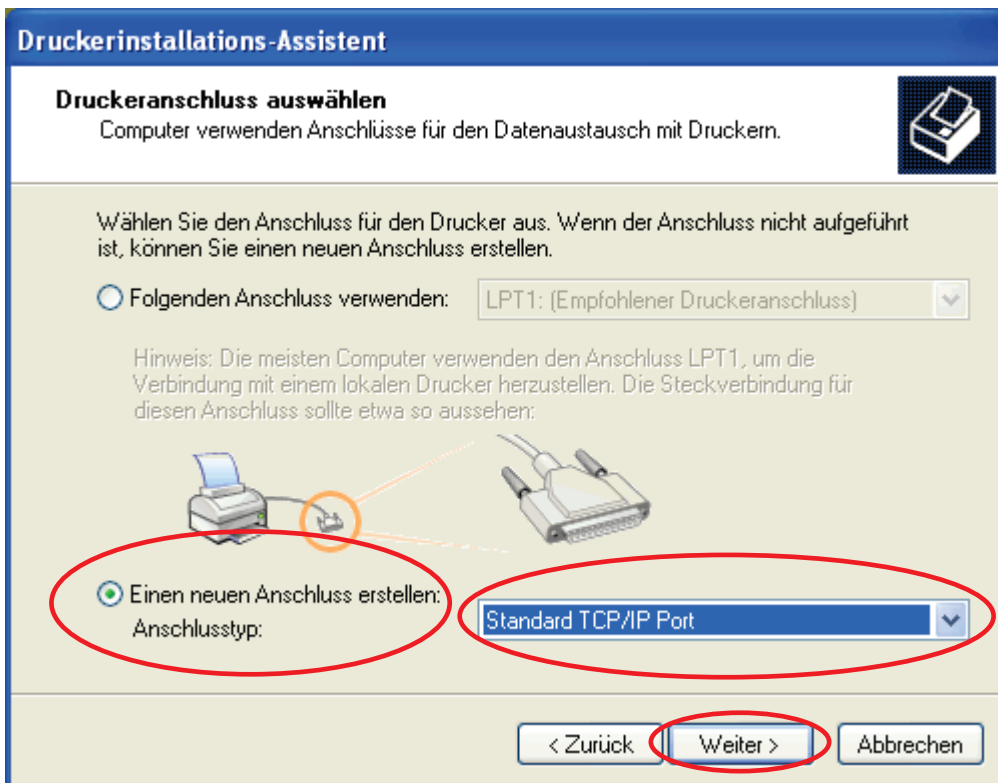 Druckerinstallations-Assistent
Druckeranschluss auswählen
Computer verwenden Anschlüsse für den Datenaustausch mit Druckern.
Wählen Sie den Anschluss für den Drucker aus. Wenn der Anschluss nicht aufgeführt
ist, können Sie einen neuen Anschluss erstellen.
Folgenden Anschluss verwenden: LPT1: (Empfohlener Druckeranschluss)
Hinweis: Die meisten Computer verwenden den Anschluss LPT1, um die
Verbindung mit einem lokalen Drucker herzustellen. Die Steckverbindung für
diesen Anschluss sollte etwa so aussehen:
Einen neuen Anschluss erstellen:
Anschlusstyp: Standard TCP/IP Port
< Zurück Weiter > Abbrechen